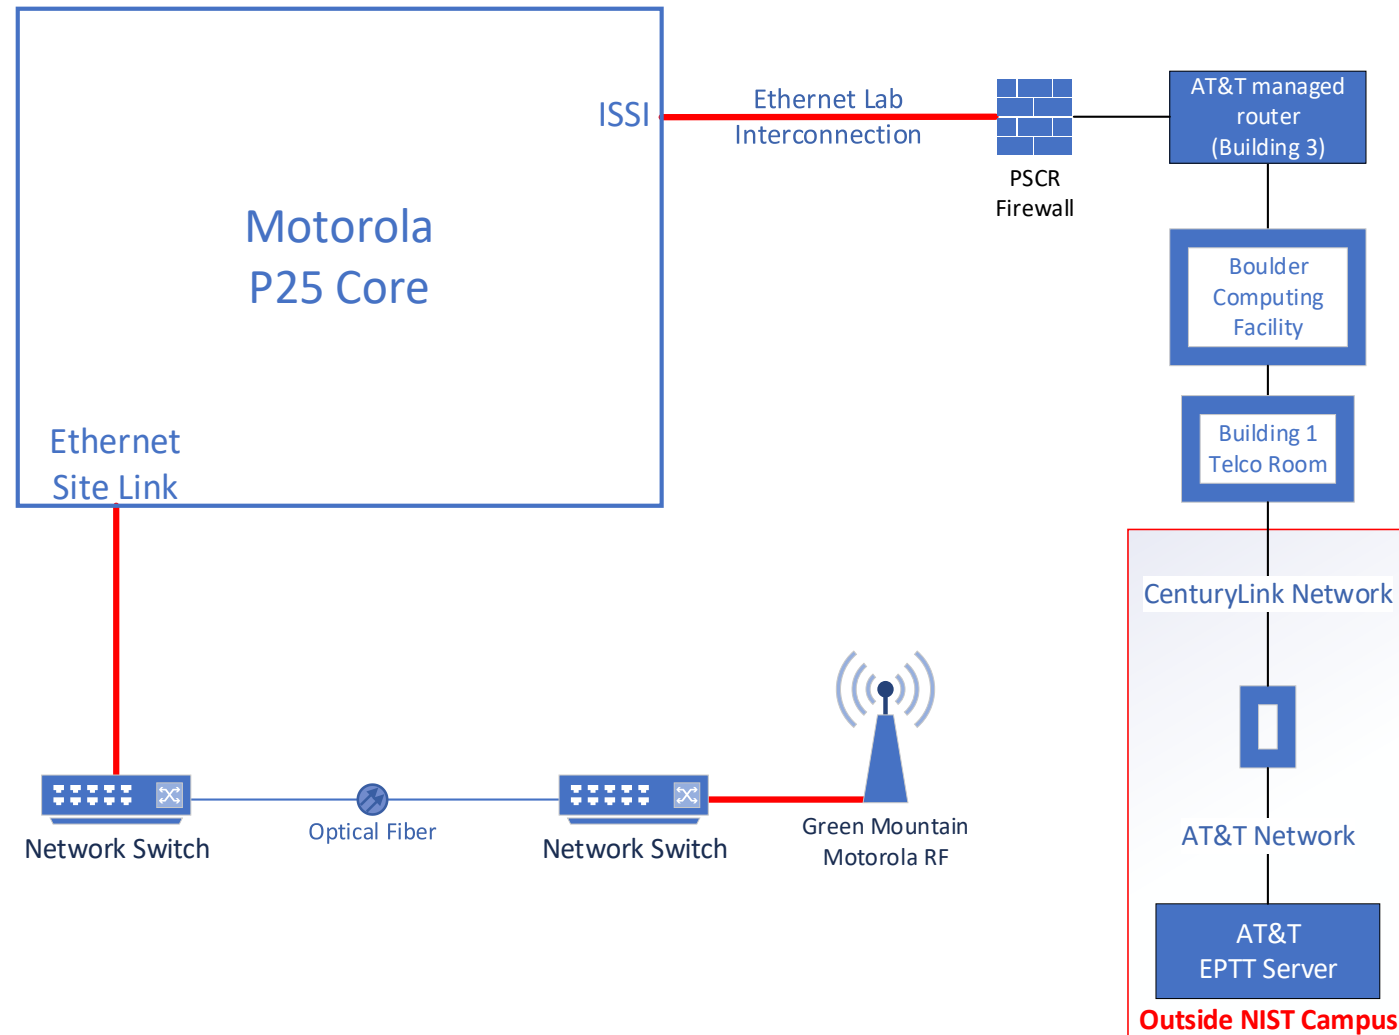 ISSI
Ethernet Lab
Interconnection
PSCR
Firewall
AT&T managed
router
(Building 3)
Motorola
P25 Core
Boulder
Computing
Facility
Ethernet
Site Link
Building 1
Telco Room
CenturyLink Network
Network Switch
Optical Fiber
Network Switch
Green Mountain
Motorola RF
AT&T Network
AT&T
EPTT Server
Outside NIST Campus